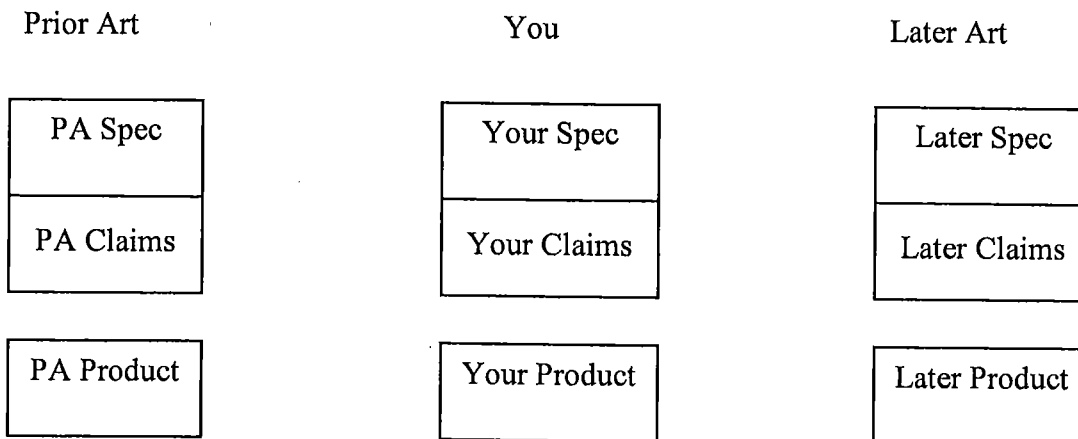 Prior Art
You
Later Art
PA Spec
Your Spec
Later Spec
PA Claims
Your Claims
Later Claims
PA Product
Your Product
Later Product